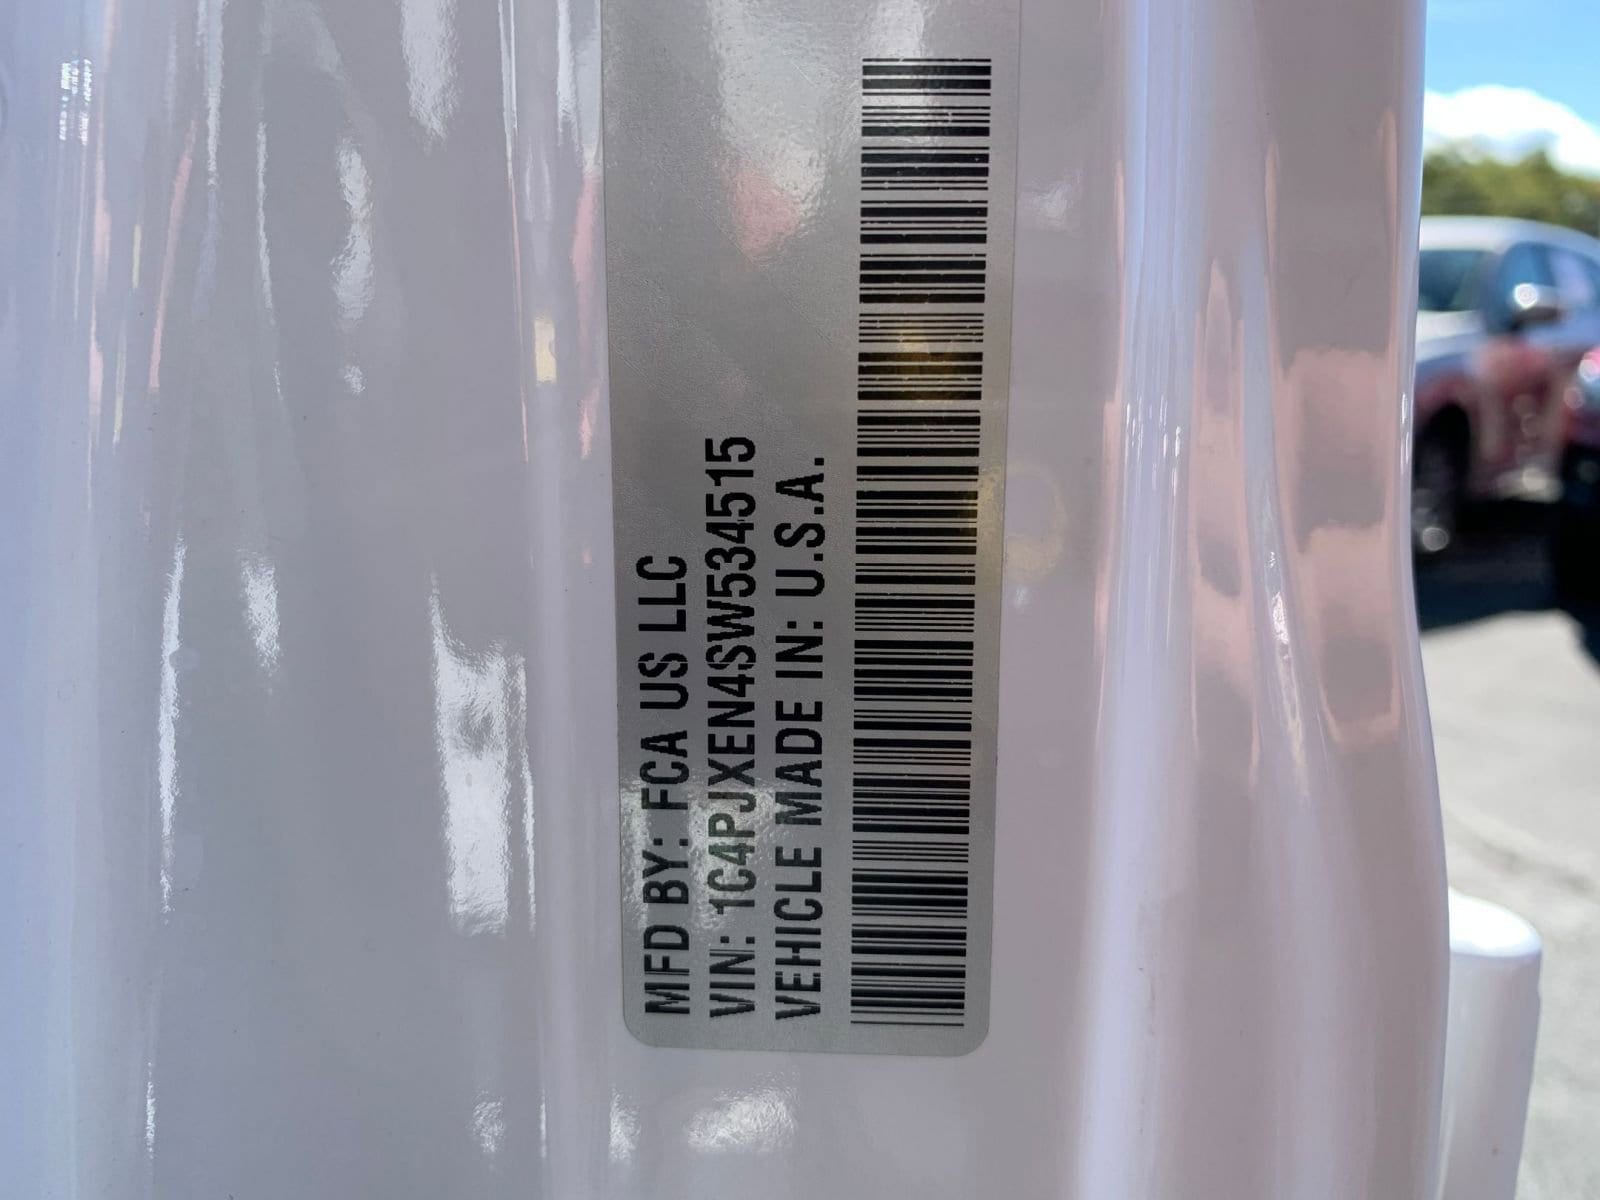 MFD BY: FCA US LLC
VIN: 1C4PJXEN4SW534515
VEHICLE MADE IN: U.S.A.